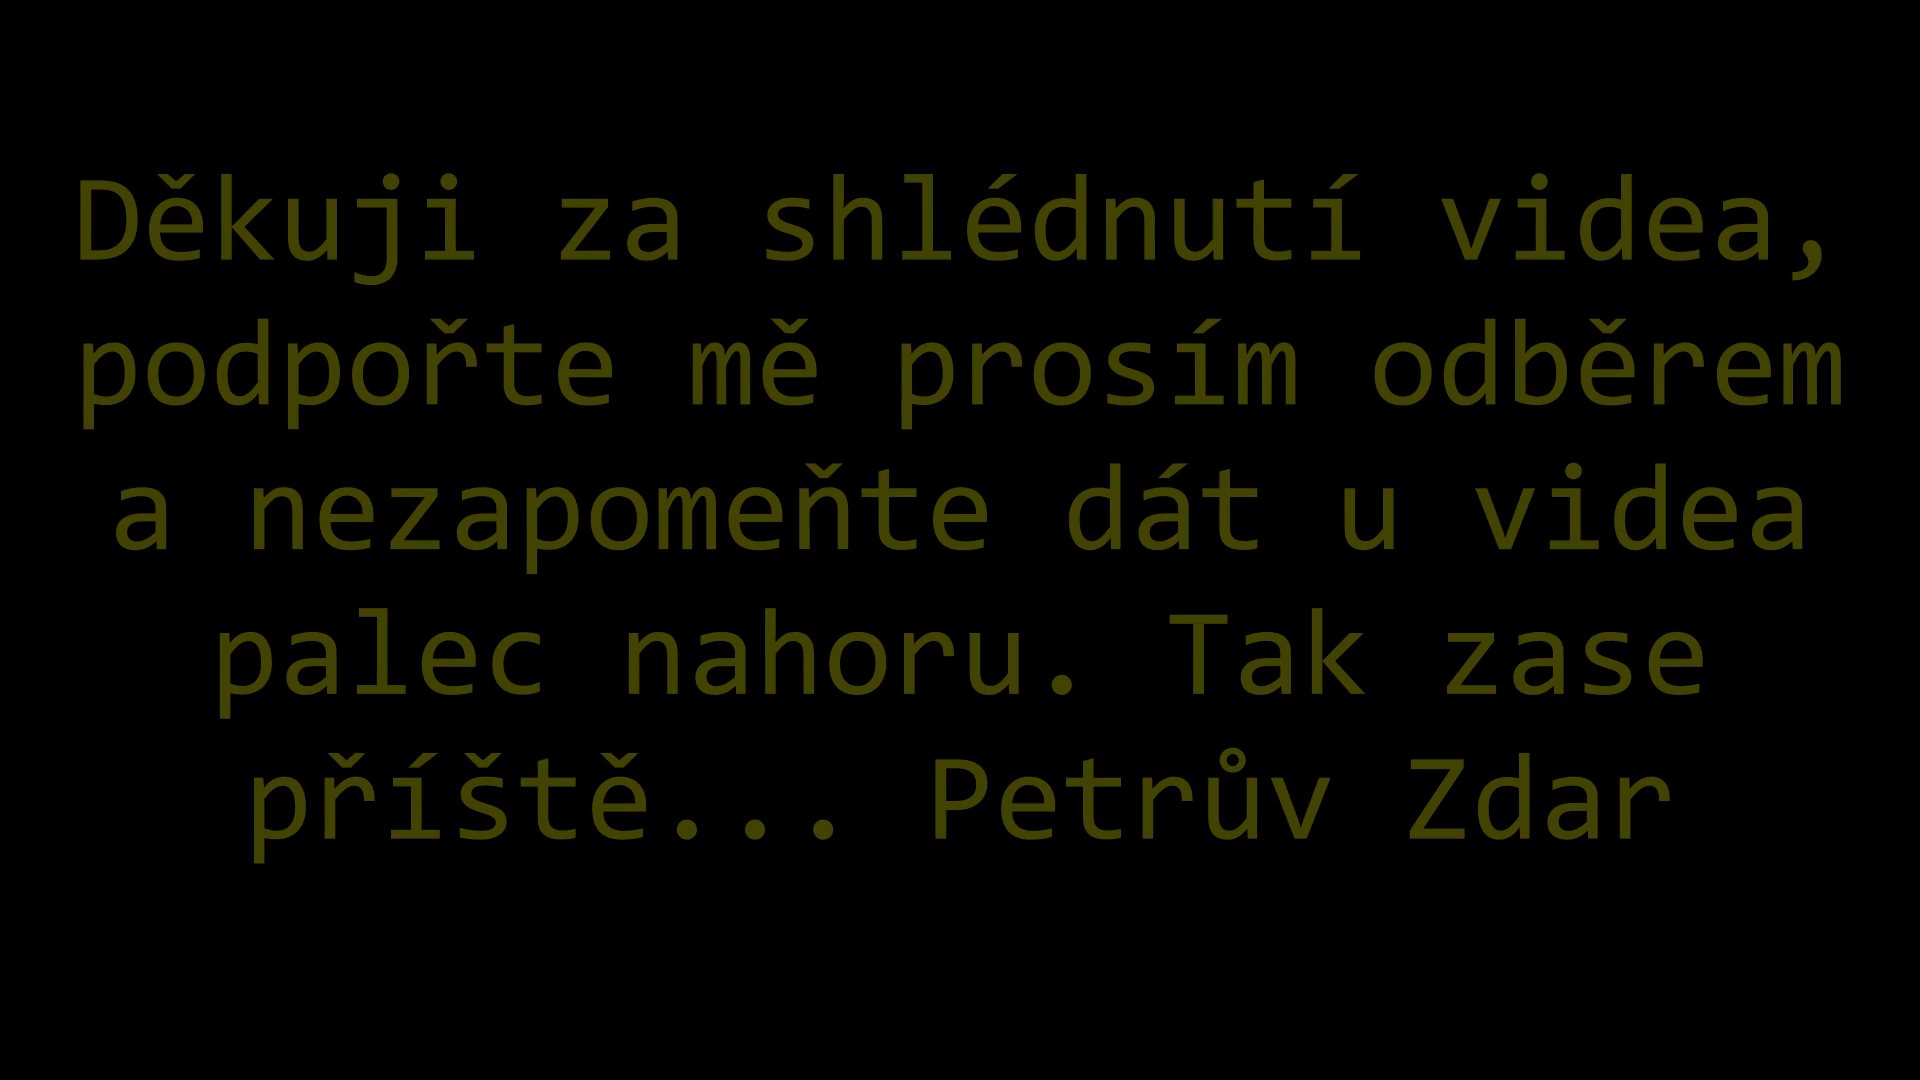 Děkuji za shlédnutí videa,
podpořte mě prosím odběrem
a nezapomeňte dát u videa
palec nahoru. Tak zase
příště... Petrův Zdar